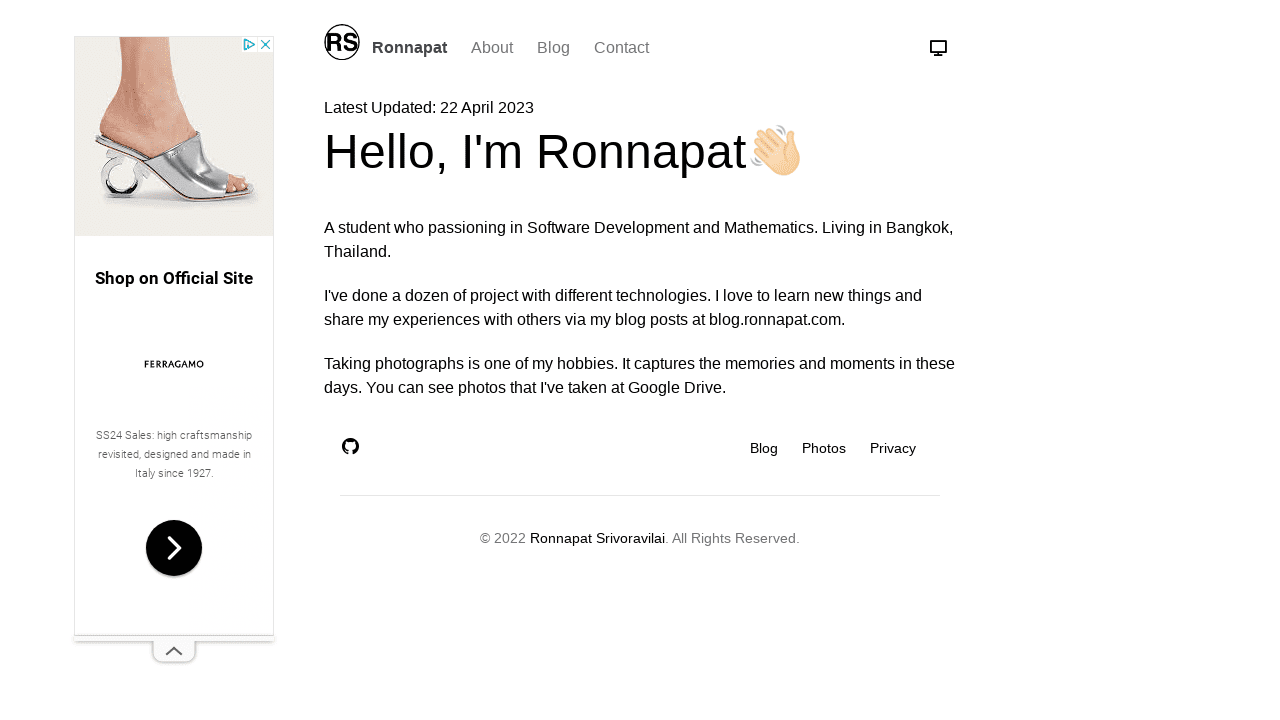 RS
Ronnapat About Blog Contact
Latest Updated: 22 April 2023
Hello, I'm Ronnapat👋🏻
A student who passioning in Software Development and Mathematics. Living in Bangkok,
Thailand.
I've done a dozen of project with different technologies. I love to learn new things and
share my experiences with others via my blog posts at blog.ronnapat.com.
Taking photographs is one of my hobbies. It captures the memories and moments in these
days. You can see photos that I've taken at Google Drive.
Blog Photos Privacy
© 2022 Ronnapat Srivoravilai. All Rights Reserved.
Shop on Official Site
FERRAGAMO
SS24 Sales: high craftsmanship
revisited, designed and made in
Italy since 1927.